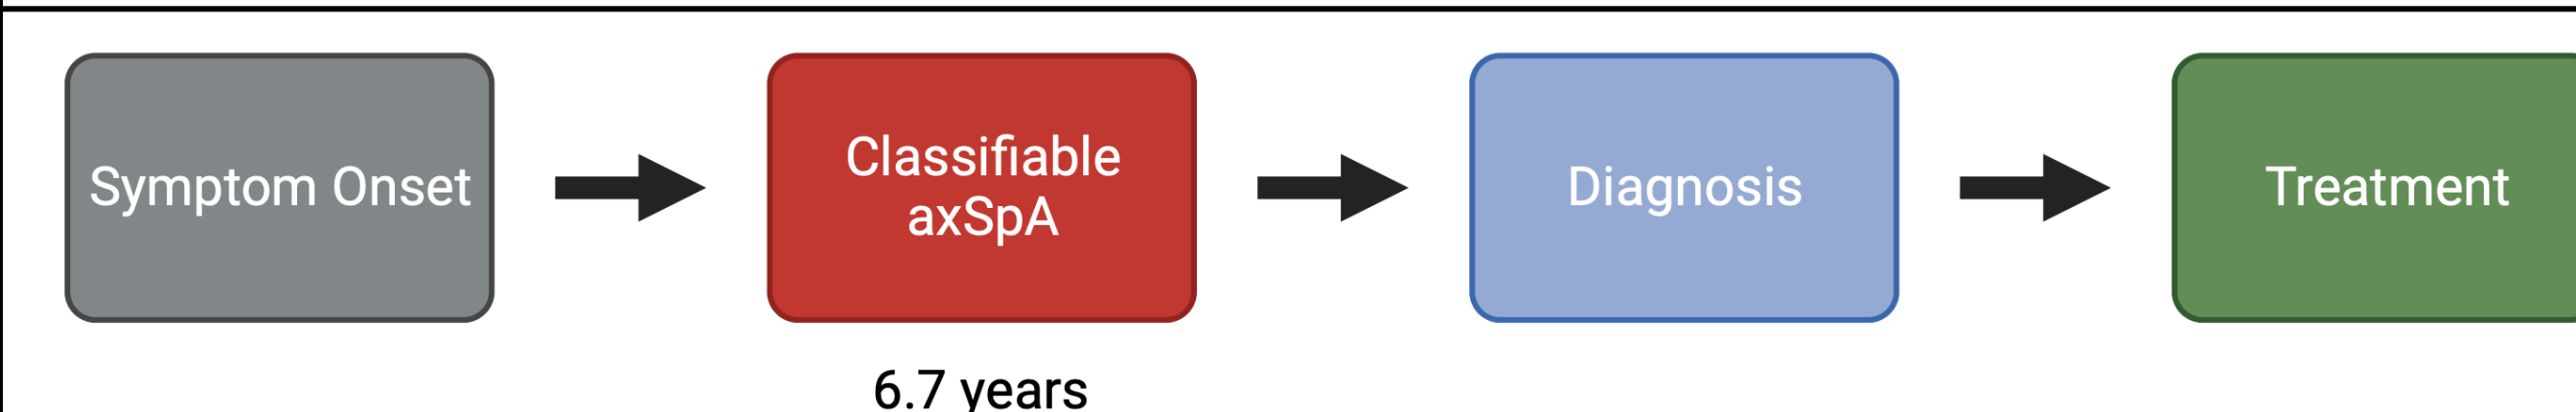 Symptom Onset
Classifiable
axSpA
Diagnosis
Treatment
6.7 years